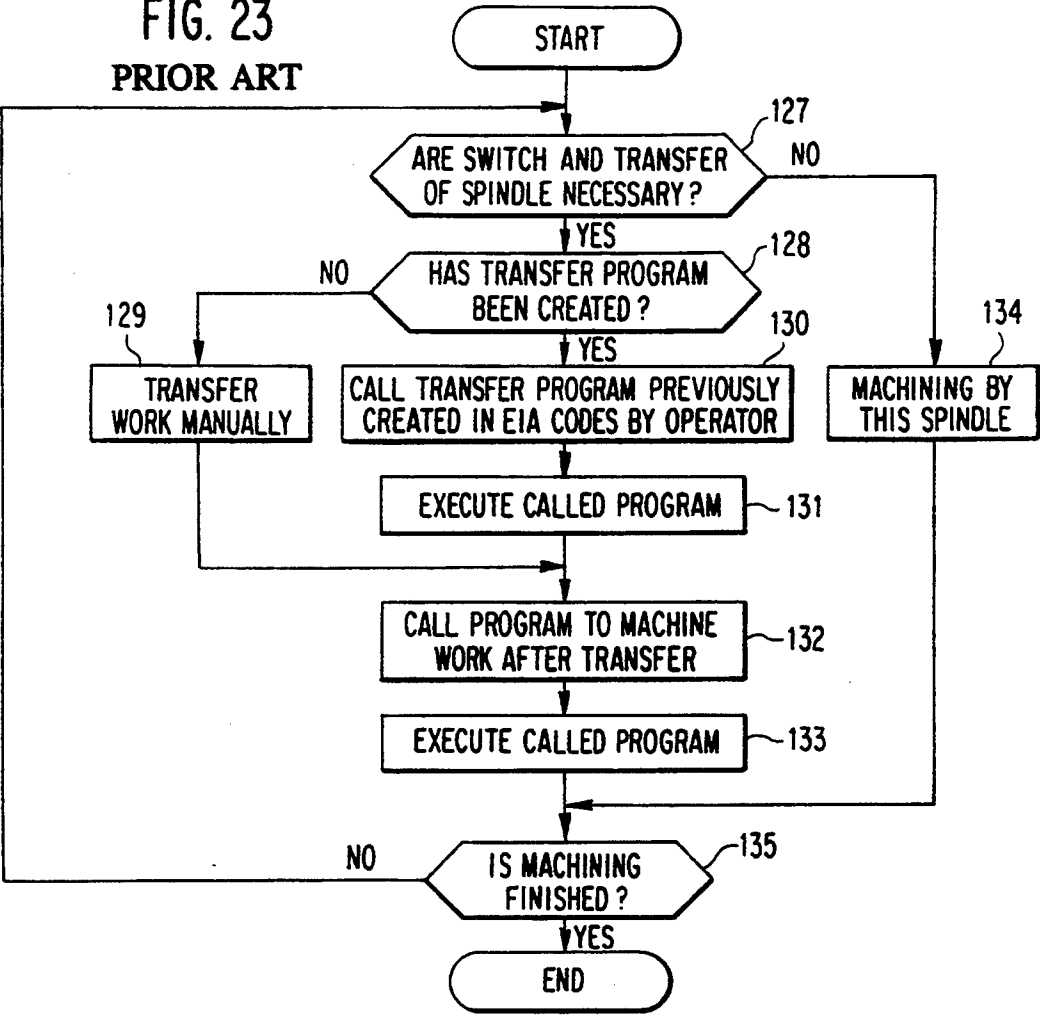 FIG. 23
PRIOR ART
START
127
ARE SWITCH AND TRANSFER
OF SPINDLE NECESSARY?
NO
YES
128
HAS TRANSFER PROGRAM
BEEN CREATED?
NO
YES
129
TRANSFER
WORK MANUALLY
130
CALL TRANSFER PROGRAM PREVIOUSLY
CREATED IN EIA CODES BY OPERATOR
134
MACHINING BY
THIS SPINDLE
EXECUTE CALLED PROGRAM
131
CALL PROGRAM TO MACHINE
WORK AFTER TRANSFER
132
EXECUTE CALLED PROGRAM
133
135
IS MACHINING
FINISHED?
NO
YES
END